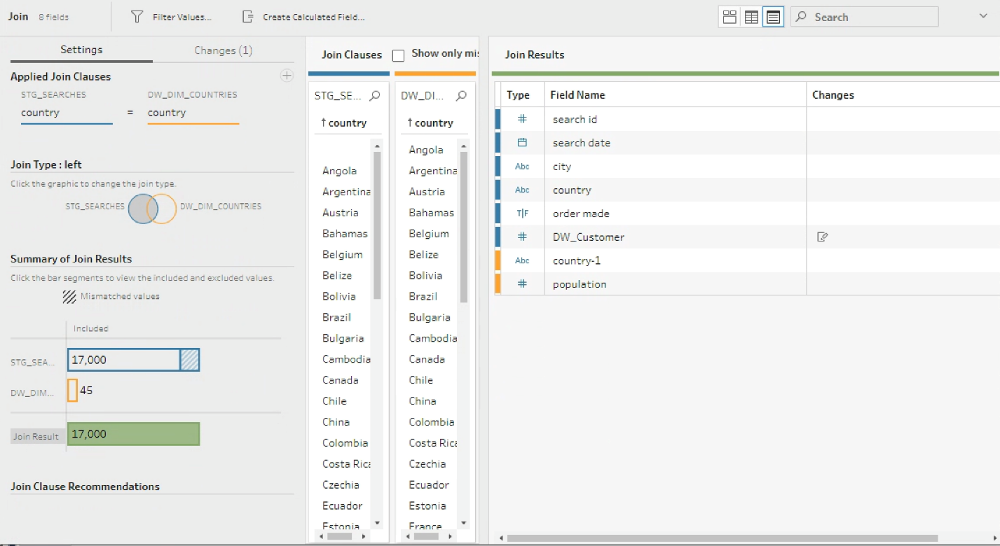 Join 8 fields Filter Values... Create Calculated Field... Search
Settings Changes (1)
Applied Join Clauses
STG_SEARCHES DW_DIM_COUNTRIES
country = country
Join Type : left
Click the graphic to change the join type.
STG_SEARCHES DW_DIM_COUNTRIES
Summary of Join Results
Click the bar segments to view the included and excluded values.
Mismatched values
Included
STG_SEA... 17,000
DW_DIM... 45
Join Result 17,000
Join Clause Recommendations
Join Clauses Show only mi
STG_SE...
country
Angola
Argentina
Austria
Bahamas
Belgium
Belize
Bolivia
Brazil
Bulgaria
Cambodia
Canada
Chile
China
Colombia
Costa Ric
Czechia
Ecuador
Estonia
DW_DI...
country
Angola
Argentina
Austria
Bahamas
Belgium
Belize
Bolivia
Brazil
Bulgaria
Cambodia
Canada
Chile
China
Colombia
Costa Ric
Czechia
Ecuador
Estonia
France
Join Results
Type Field Name Changes
# search id
search date
Abc city
Abc country
T|F order made
# DW_Customer
Abc country-1
# population